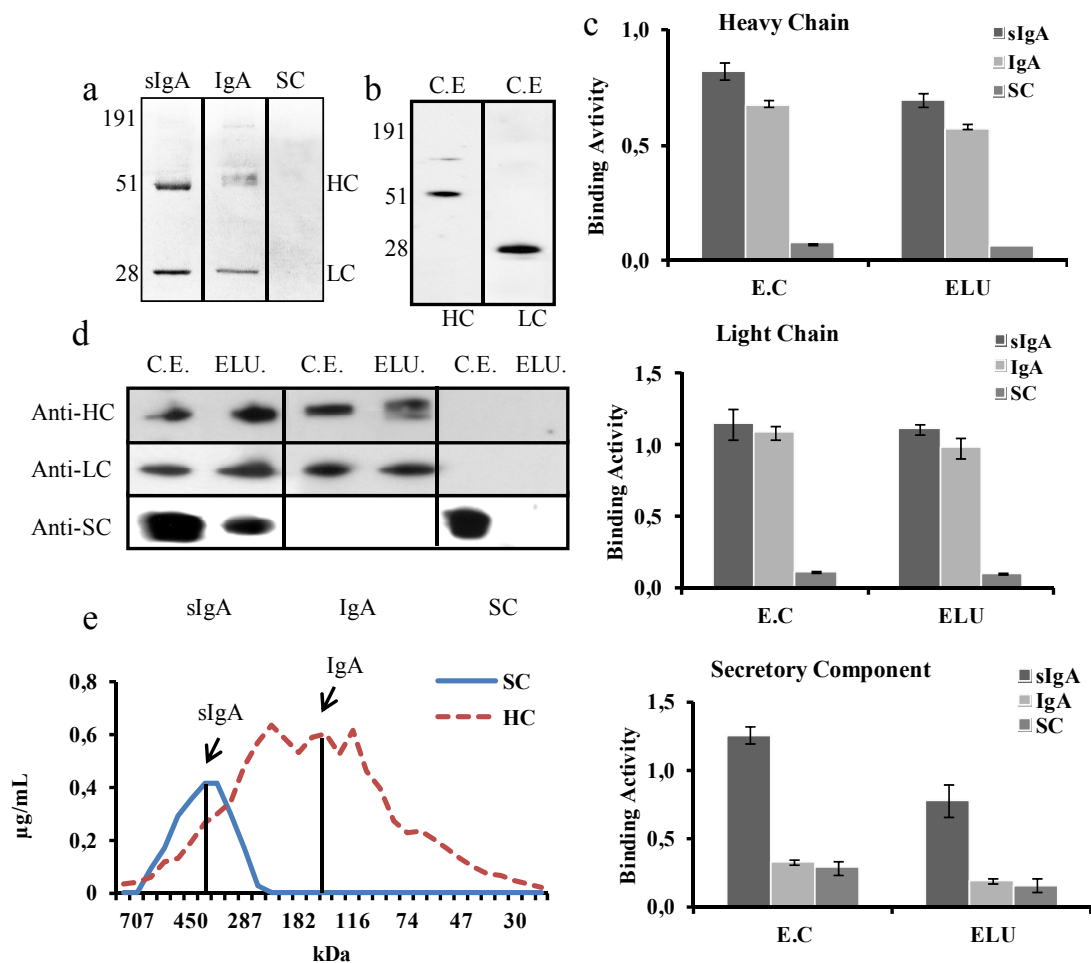 a
sIgA IgA SC
191
51 HC
28 LC
b
C.E C.E
191
51
28
HC LC
c
Heavy Chain
Binding Avtivity
1,0
0,5
0,0
sIgA
IgA
SC
E.C ELU
Light Chain
Binding Activity
1,5
1,0
0,5
0,0
sIgA
IgA
SC
E.C ELU
Secretory Component
Binding Activity
1,5
1,0
0,5
0,0
sIgA
IgA
SC
E.C ELU
d
C.E. ELU. C.E. ELU. C.E. ELU.
Anti-HC
Anti-LC
Anti-SC
sIgA IgA SC
e
µg/mL
0,8
0,6
0,4
0,2
0
sIgA
IgA
SC
HC
707 450 287 182 116 74 47 30
kDa